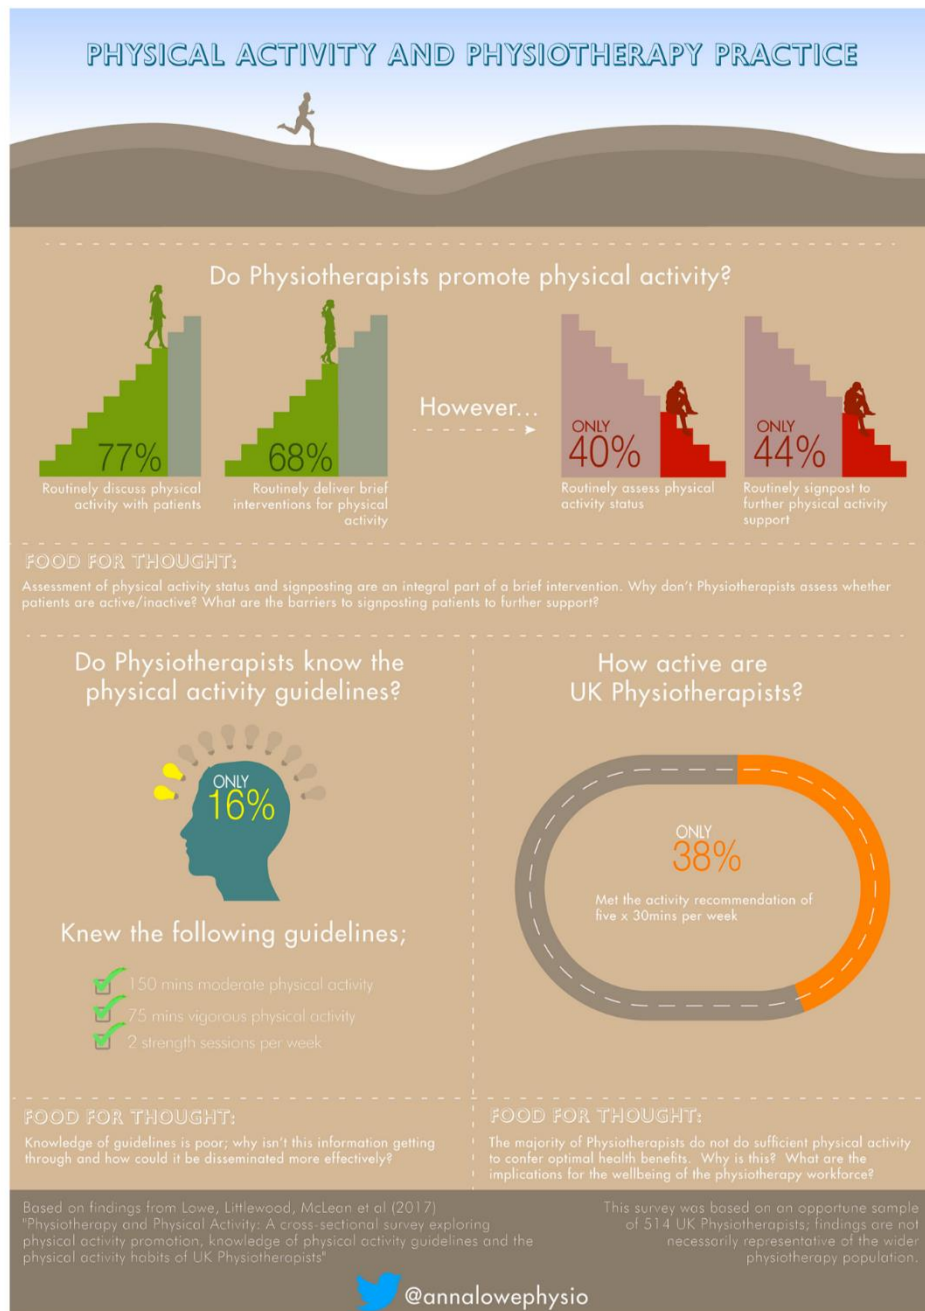 PHYSICAL ACTIVITY AND PHYSIOTHERAPY PRACTICE
Do Physiotherapists promote physical activity?
77%
Routinely discuss physical
activity with patients
68%
Routinely deliver brief
interventions for physical
activity
However...
ONLY
40%
Routinely assess physical
activity status
ONLY
44%
Routinely signpost to
further physical activity
support
FOOD FOR THOUGHT:
Assessment of physical activity status and signposting are an integral part of a brief intervention. Why don't Physiotherapists assess whether
patients are active/inactive? What are the barriers to signposting patients to further support?
Do Physiotherapists know the
physical activity guidelines?
ONLY
16%
Knew the following guidelines;
150 mins moderate physical activity
75 mins vigorous physical activity
2 strength sessions per week
FOOD FOR THOUGHT:
Knowledge of guidelines is poor; why isn't this information getting
through and how could it be disseminated more effectively?
How active are
UK Physiotherapists?
ONLY
38%
Met the activity recommendation of
five x 30mins per week
FOOD FOR THOUGHT:
The majority of Physiotherapists do not do sufficient physical activity
to confer optimal health benefits. Why is this? What are the
implications for the wellbeing of the physiotherapy workforce?
Based on findings from Lowe, Littlewood, McLean et al (2017)
"Physiotherapy and Physical Activity: A cross-sectional survey exploring
physical activity promotion, knowledge of physical activity guidelines and the
physical activity habits of UK Physiotherapists"
This survey was based on an opportune sample
of 514 UK Physiotherapists; findings are not
necessarily representative of the wider
physiotherapy population.
@annalowephysio